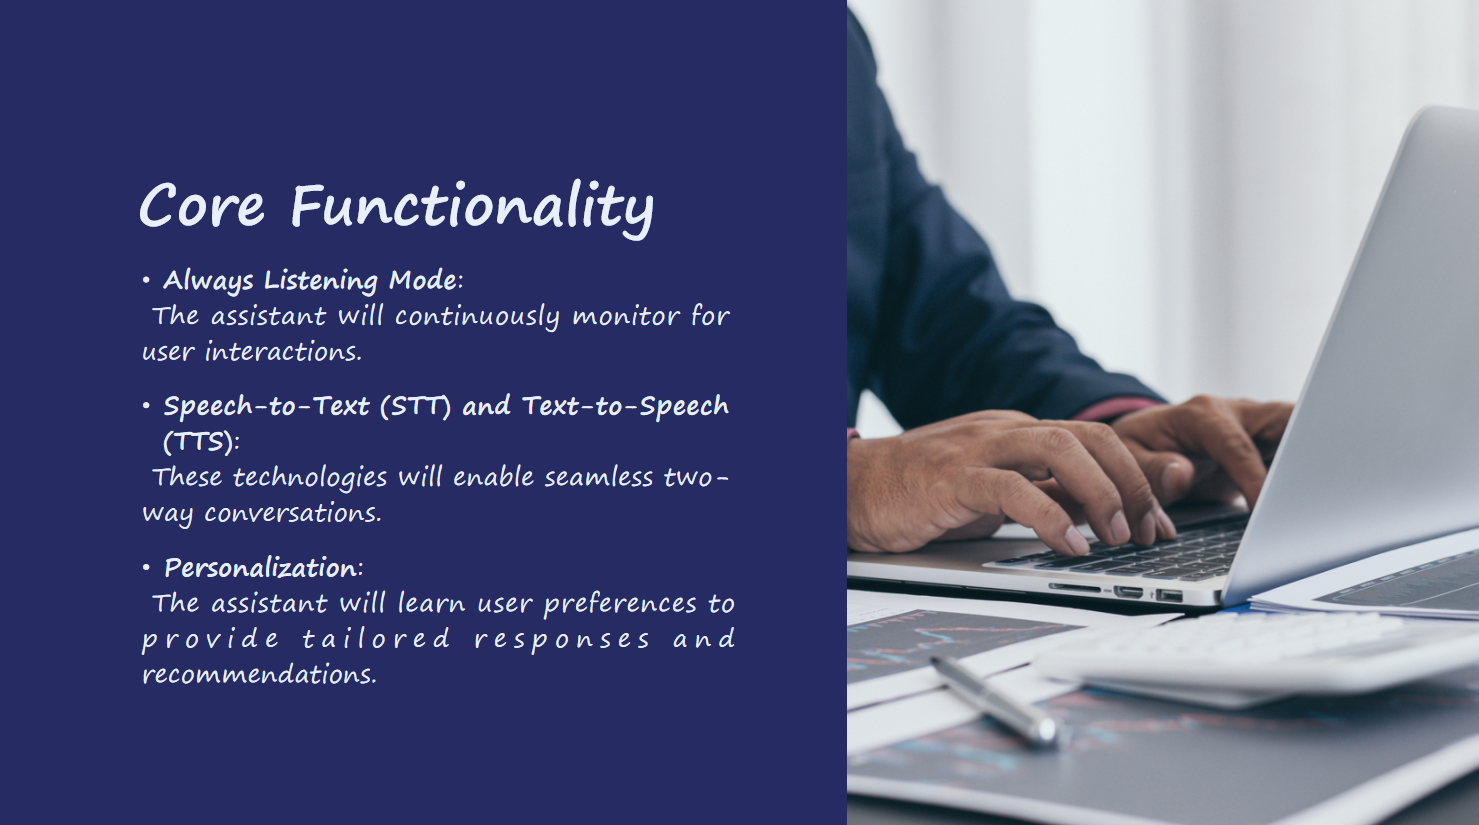 Core Functionality
• Always Listening Mode:
The assistant will continuously monitor for
user interactions.
• Speech-to-Text (STT) and Text-to-Speech
(TTS):
These technologies will enable seamless two-
way conversations.
• Personalization:
The assistant will learn user preferences to
provide tailored responses and
recommendations.